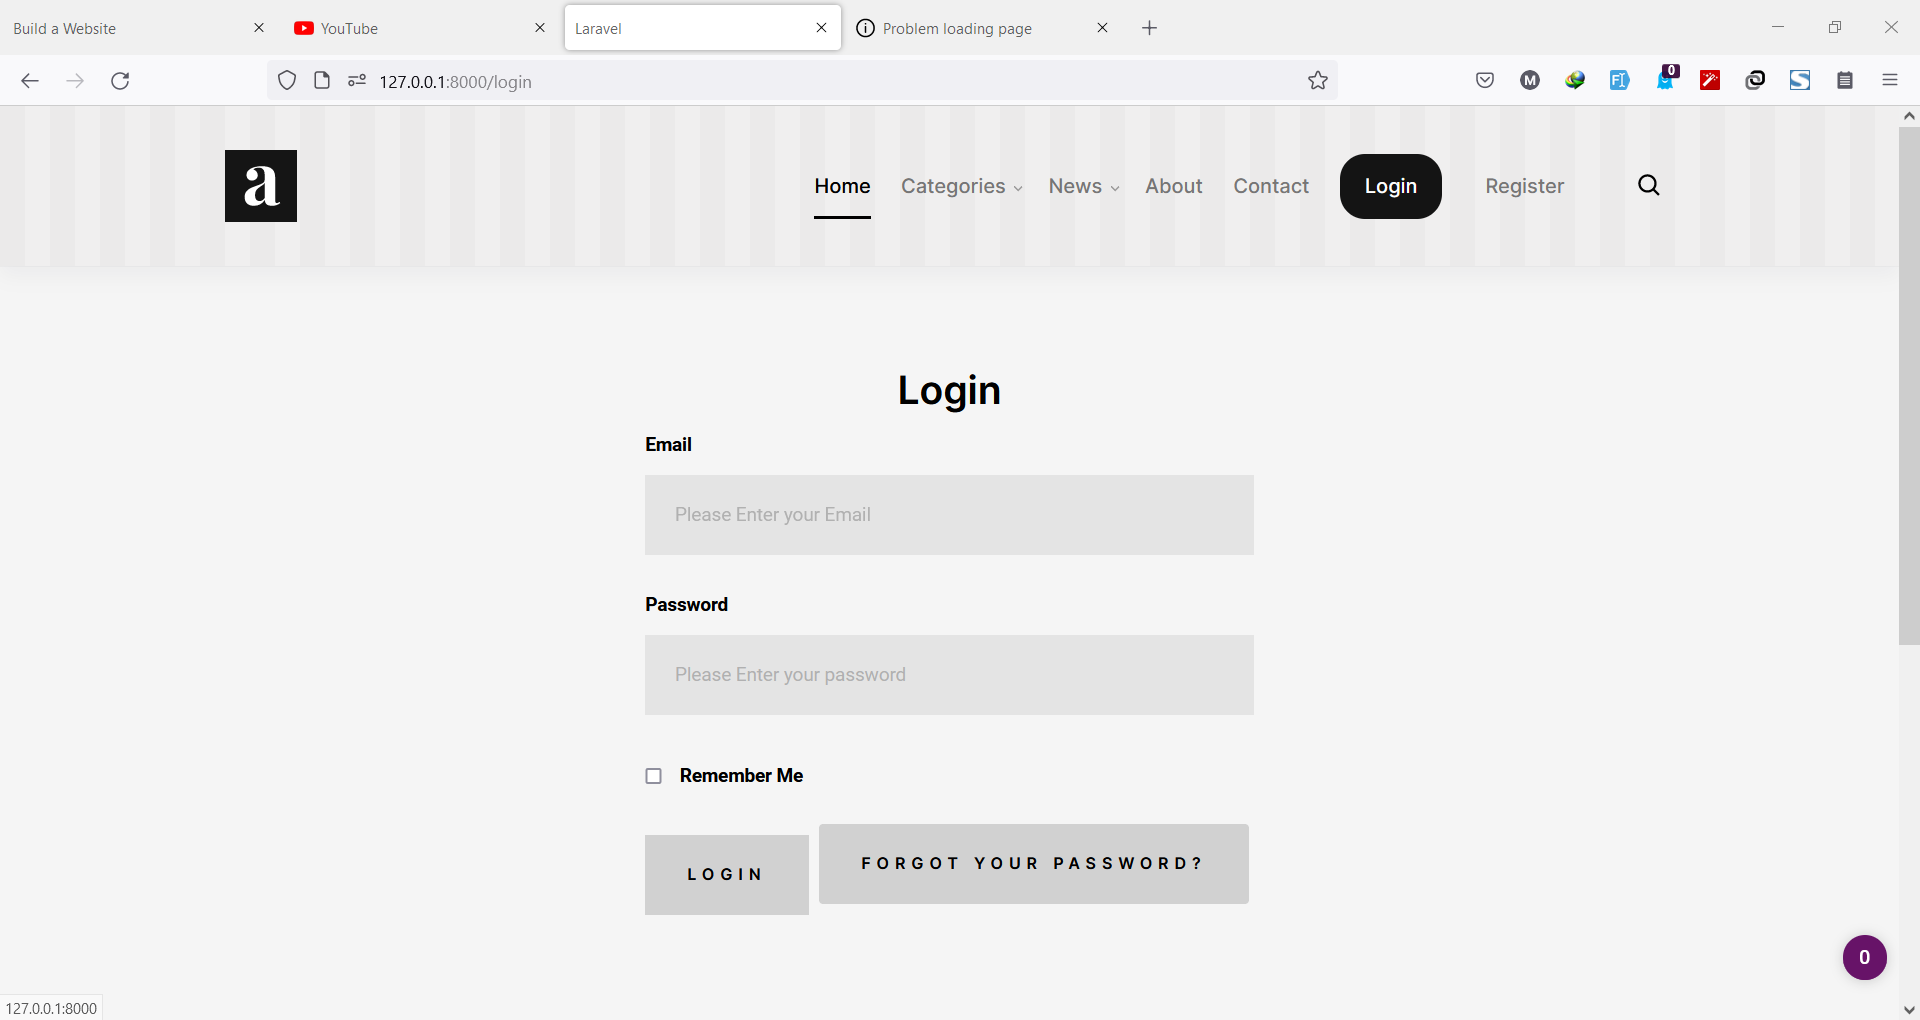 Build a Website
YouTube
Laravel
Problem loading page
127.0.0.1:8000/login
M
FI
0
S
a
Home
Categories
News
About
Contact
Login
Register
Login
Email
Please Enter your Email
Password
Please Enter your password
Remember Me
LOGIN
FORGOT YOUR PASSWORD?
0
127.0.0.1:8000